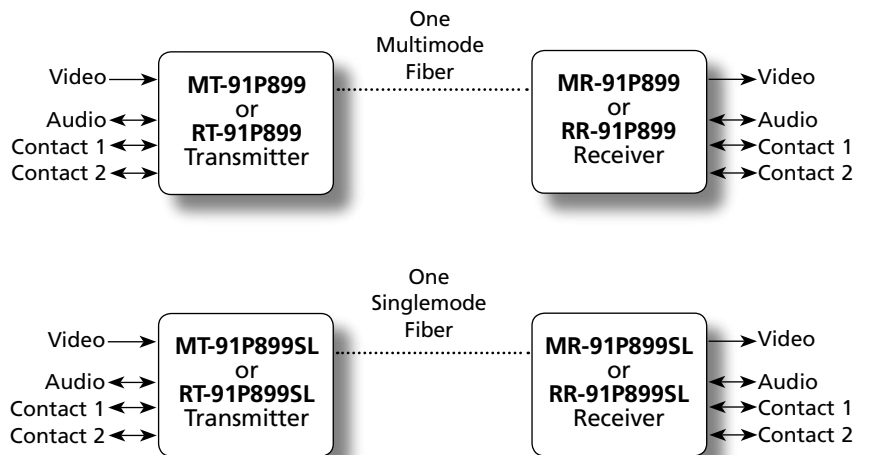 One
Multimode
Fiber
Video
Audio
Contact 1
Contact 2
MT-91P899
or
RT-91P899
Transmitter
MR-91P899
or
RR-91P899
Receiver
Video
Audio
Contact 1
Contact 2
One
Singlemode
Fiber
Video
Audio
Contact 1
Contact 2
MT-91P899SL
or
RT-91P899SL
Transmitter
MR-91P899SL
or
RR-91P899SL
Receiver
Video
Audio
Contact 1
Contact 2